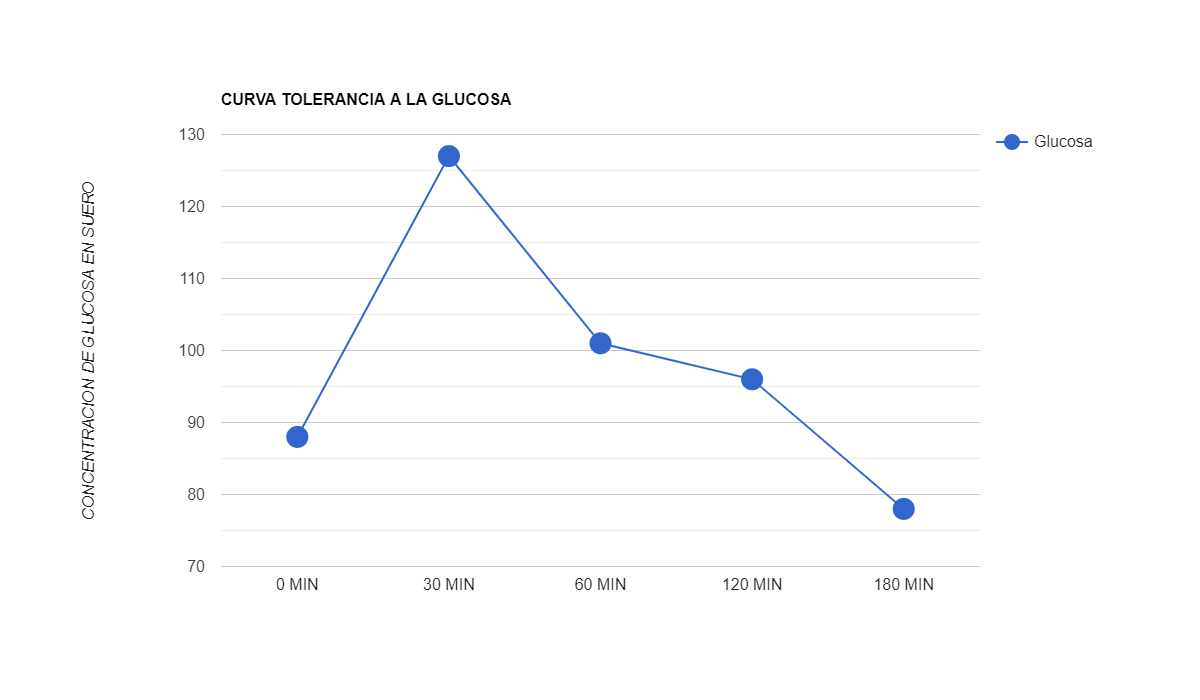 CURVA TOLERANCIA A LA GLUCOSA
Glucosa
CONCENTRACION DE GLUCOSA EN SUERO
130
120
110
100
90
80
70
0 MIN
30 MIN
60 MIN
120 MIN
180 MIN